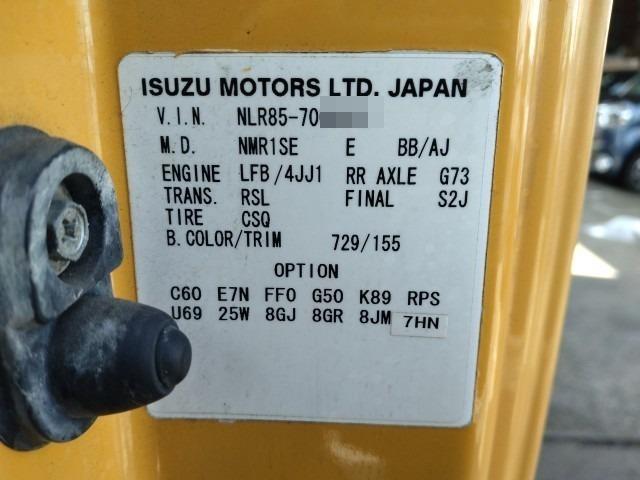 ISUZU MOTORS LTD. JAPAN
V.I.N. NLR85-70
M.D. NMR1SE E BB/AJ
ENGINE LFB/4JJ1 RR AXLE G73
TRANS. RSL FINAL S2J
TIRE CSQ
B.COLOR/TRIM 729/155
OPTION
C60 E7N FF0 G50 K89 RPS
U69 25W 8GJ 8GR 8JM 7HN